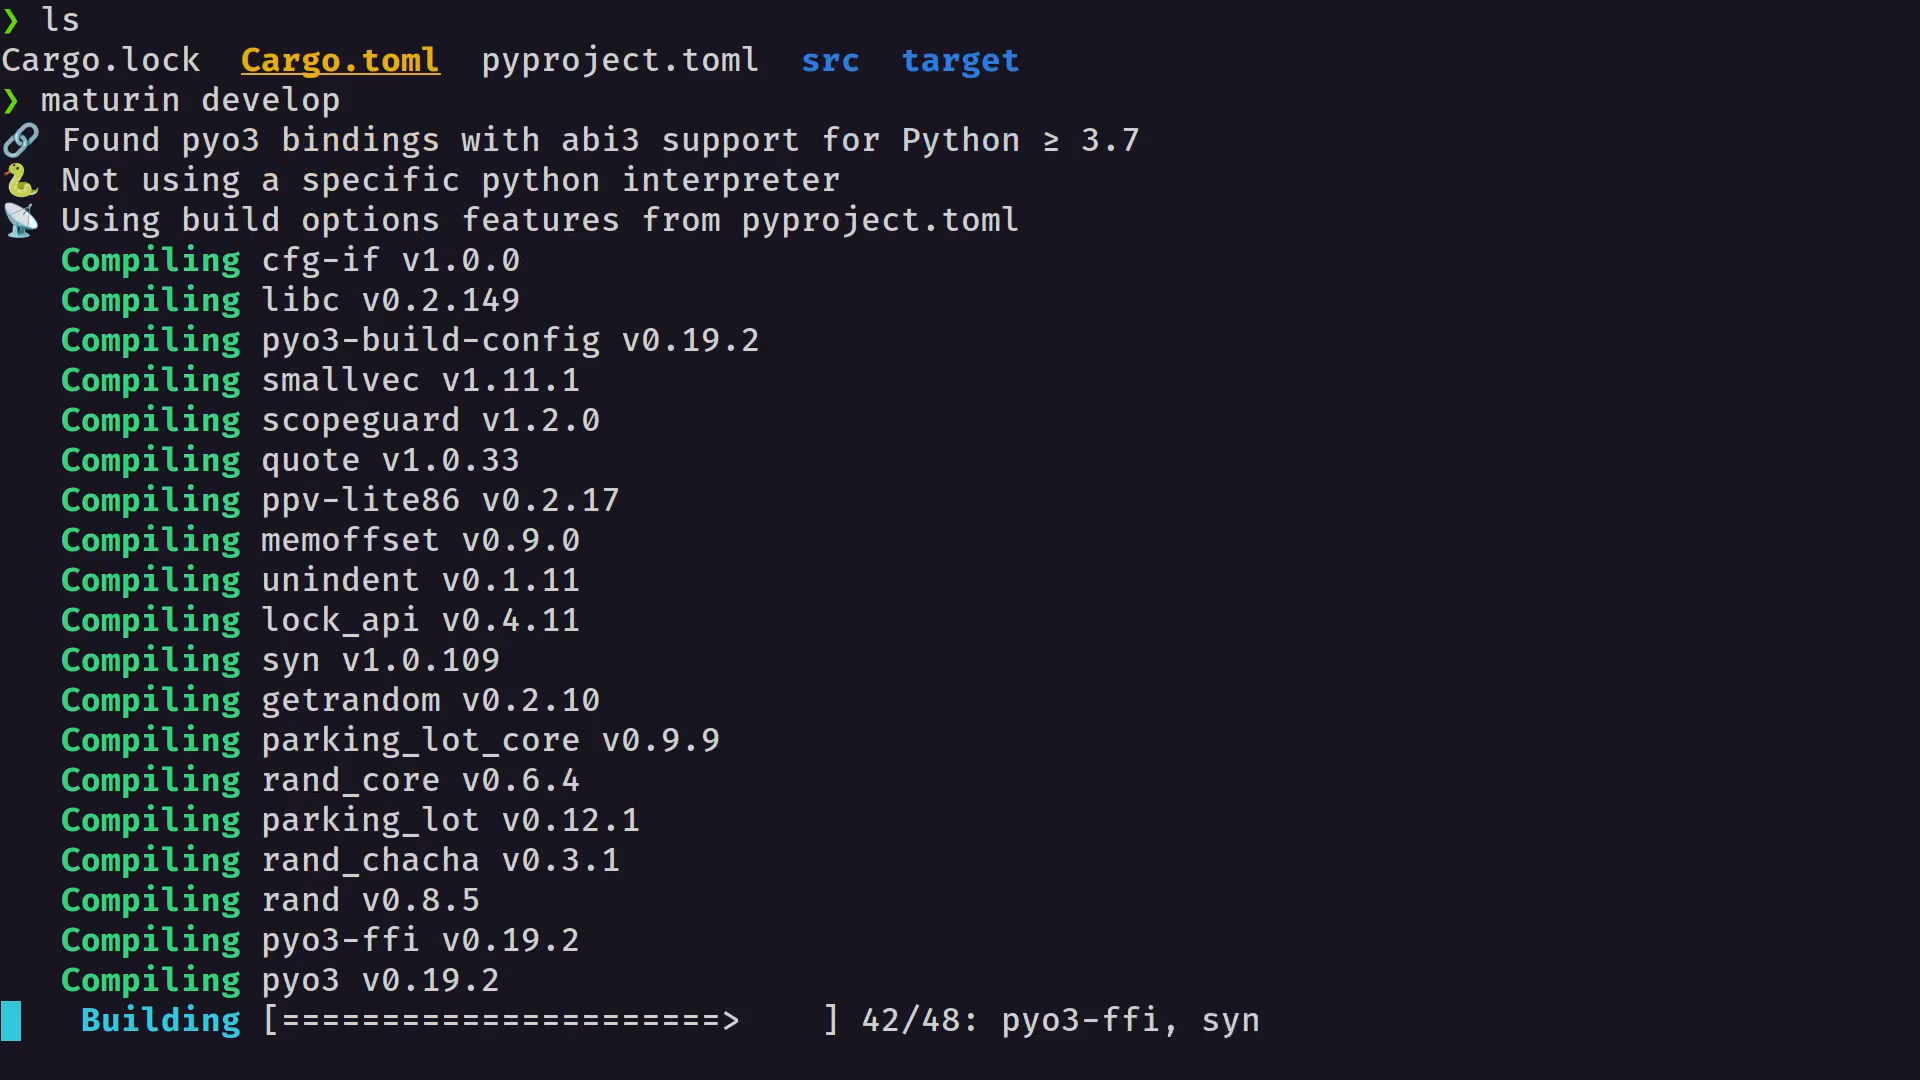 ❯ ls
Cargo.lock  Cargo.toml  pyproject.toml  src  target
❯ maturin develop
🔗 Found pyo3 bindings with abi3 support for Python ≥ 3.7
🐍 Not using a specific python interpreter
📡 Using build options features from pyproject.toml
   Compiling cfg-if v1.0.0
   Compiling libc v0.2.149
   Compiling pyo3-build-config v0.19.2
   Compiling smallvec v1.11.1
   Compiling scopeguard v1.2.0
   Compiling quote v1.0.33
   Compiling ppv-lite86 v0.2.17
   Compiling memoffset v0.9.0
   Compiling unindent v0.1.11
   Compiling lock_api v0.4.11
   Compiling syn v1.0.109
   Compiling getrandom v0.2.10
   Compiling parking_lot_core v0.9.9
   Compiling rand_core v0.6.4
   Compiling parking_lot v0.12.1
   Compiling rand_chacha v0.3.1
   Compiling rand v0.8.5
   Compiling pyo3-ffi v0.19.2
   Compiling pyo3 v0.19.2
    Building [======================>    ] 42/48: pyo3-ffi, syn